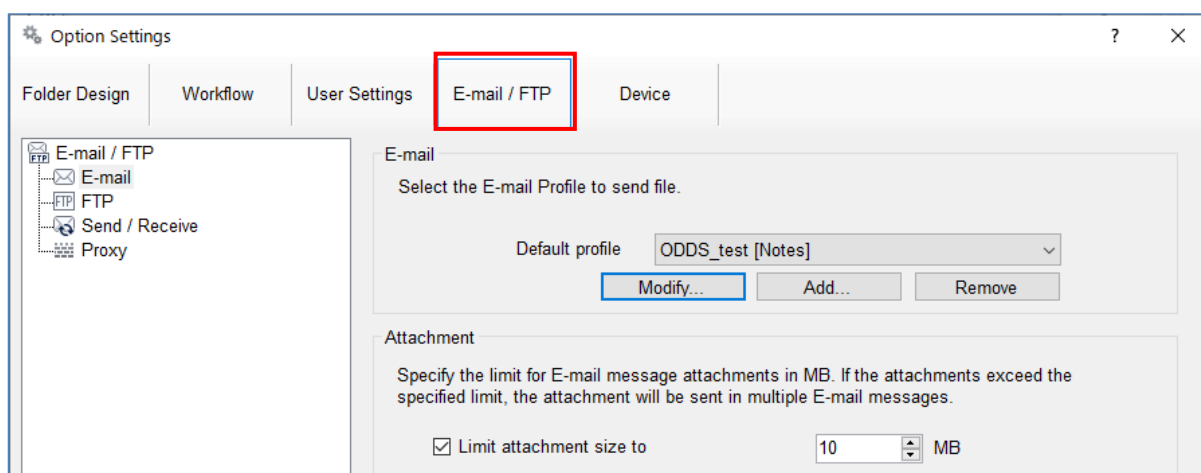 Option Settings ?
Folder Design Workflow User Settings E-mail / FTP Device
FTP E-mail / FTP
E-mail
FTP FTP
Send / Receive
Proxy
E-mail
Select the E-mail Profile to send file.
Default profile ODDS_test [Notes]
Modify... Add... Remove
Attachment
Specify the limit for E-mail message attachments in MB. If the attachments exceed the
specified limit, the attachment will be sent in multiple E-mail messages.
Limit attachment size to 10 MB